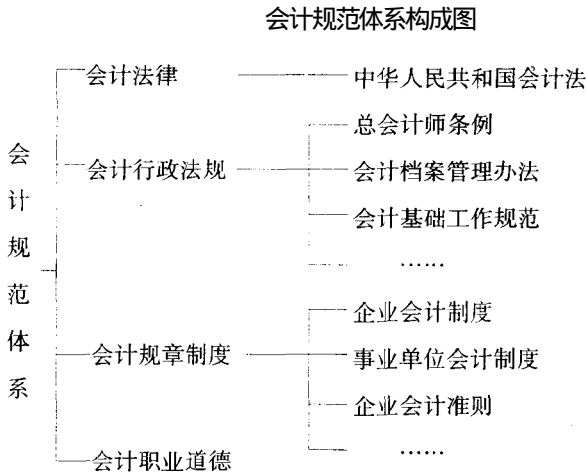 会计规范体系构成图
会计规范体系
会计法律
中华人民共和国会计法
会计行政法规
总会计师条例
会计档案管理办法
会计基础工作规范
……
会计规章制度
企业会计制度
事业单位会计制度
企业会计准则
……
会计职业道德